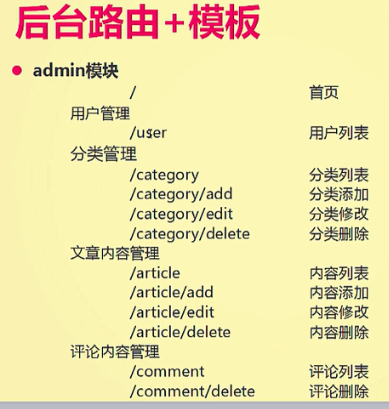 后台路由+模板
admin模块
/ 首页
用户管理
/user 用户列表
分类管理
/category 分类列表
/category/add 分类添加
/category/edit 分类修改
/category/delete 分类删除
文章内容管理
/article 内容列表
/article/add 内容添加
/article/edit 内容修改
/article/delete 内容删除
评论内容管理
/comment 评论列表
/comment/delete 评论删除